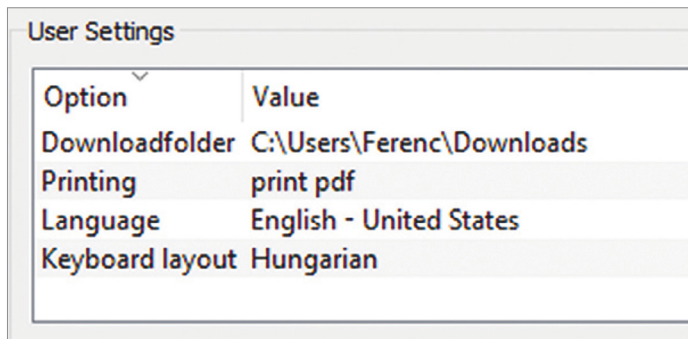 User Settings
Option Value
Downloadfolder C:\Users\Ferenc\Downloads
Printing print pdf
Language English - United States
Keyboard layout Hungarian